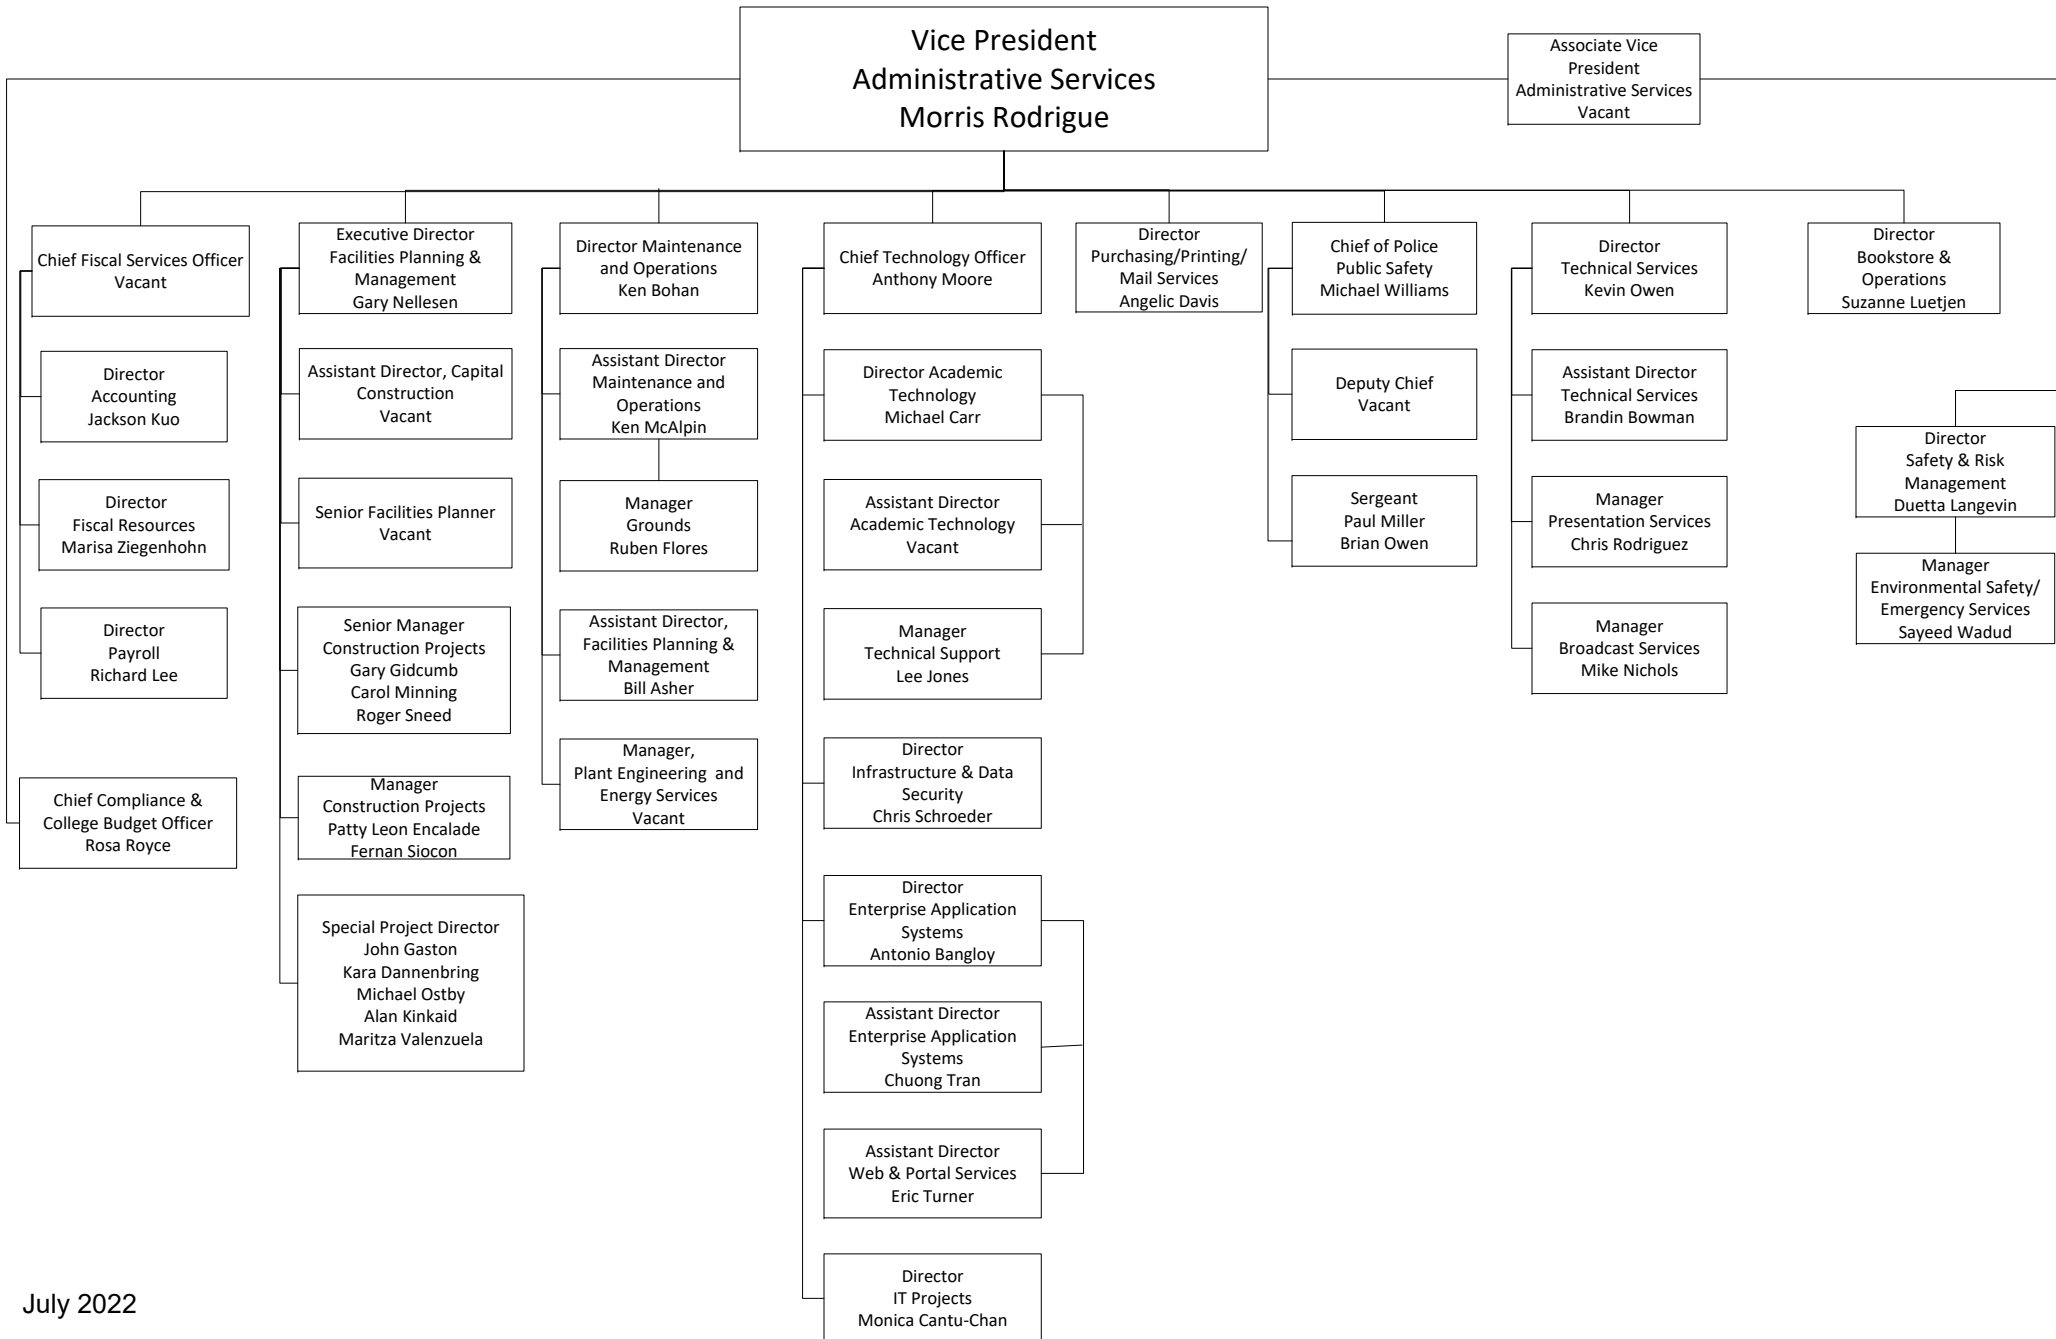 Vice President
Administrative Services
Morris Rodrigue
Associate Vice
President
Administrative Services
Vacant
Chief Fiscal Services Officer
Vacant
Director
Accounting
Jackson Kuo
Director
Fiscal Resources
Marisa Ziegenhohn
Director
Payroll
Richard Lee
Chief Compliance &
College Budget Officer
Rosa Royce
Executive Director
Facilities Planning &
Management
Gary Nellesen
Assistant Director, Capital
Construction
Vacant
Senior Facilities Planner
Vacant
Senior Manager
Construction Projects
Gary Gidcumb
Carol Minning
Roger Sneed
Manager
Construction Projects
Patty Leon Encalade
Fernan Siocon
Special Project Director
John Gaston
Kara Dannenbring
Michael Ostby
Alan Kinkaid
Maritza Valenzuela
Director Maintenance
and Operations
Ken Bohan
Assistant Director
Maintenance and
Operations
Ken McAlpin
Manager
Grounds
Ruben Flores
Assistant Director,
Facilities Planning &
Management
Bill Asher
Manager,
Plant Engineering and
Energy Services
Vacant
Chief Technology Officer
Anthony Moore
Director Academic
Technology
Michael Carr
Assistant Director
Academic Technology
Vacant
Manager
Technical Support
Lee Jones
Director
Infrastructure & Data
Security
Chris Schroeder
Director
Enterprise Application
Systems
Antonio Bangloy
Assistant Director
Enterprise Application
Systems
Chuong Tran
Assistant Director
Web & Portal Services
Eric Turner
Director
IT Projects
Monica Cantu-Chan
Director
Purchasing/Printing/
Mail Services
Angelic Davis
Chief of Police
Public Safety
Michael Williams
Deputy Chief
Vacant
Sergeant
Paul Miller
Brian Owen
Director
Technical Services
Kevin Owen
Assistant Director
Technical Services
Brandin Bowman
Manager
Presentation Services
Chris Rodriguez
Manager
Broadcast Services
Mike Nichols
Director
Bookstore &
Operations
Suzanne Luetjen
Director
Safety & Risk
Management
Duetta Langevin
Manager
Environmental Safety/
Emergency Services
Sayeed Wadud
July 2022